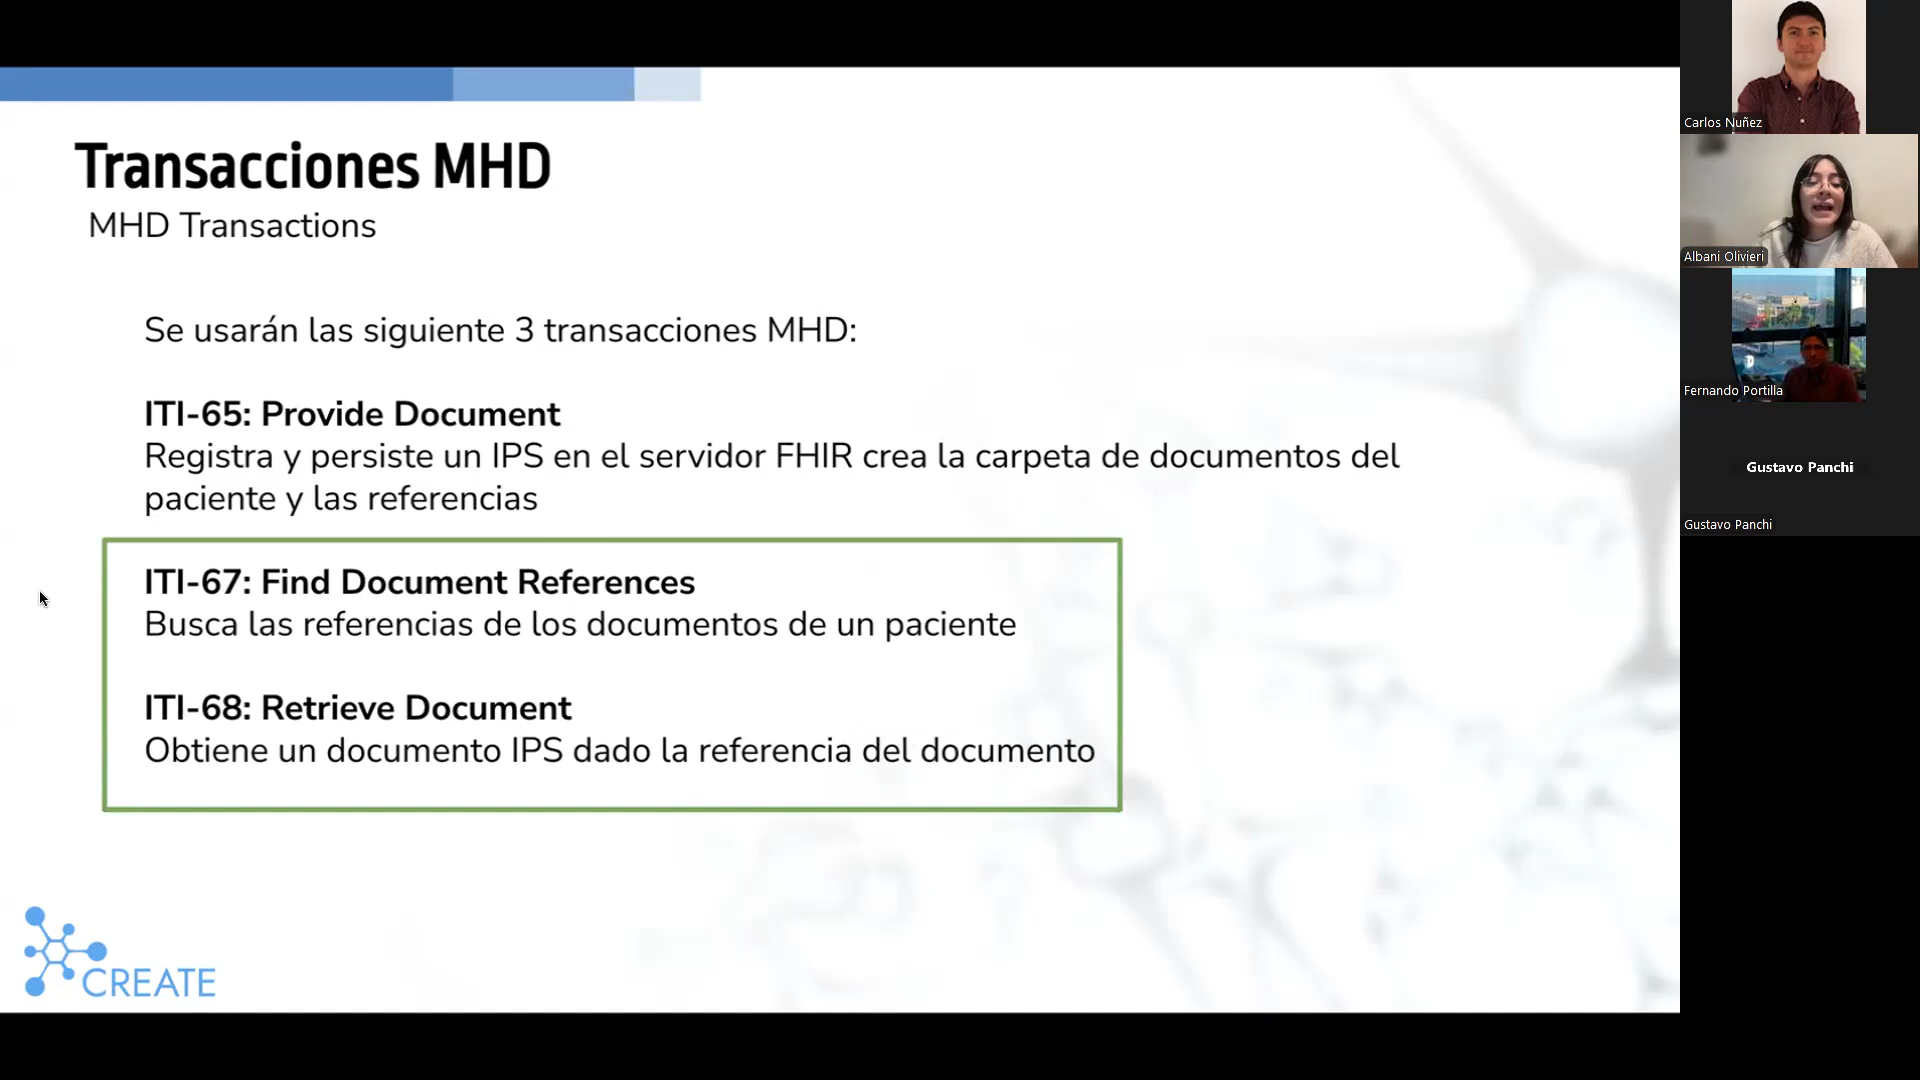 Transacciones MHD
MHD Transactions
Se usarán las siguiente 3 transacciones MHD:
ITI-65: Provide Document
Registra y persiste un IPS en el servidor FHIR crea la carpeta de documentos del
paciente y las referencias
ITI-67: Find Document References
Busca las referencias de los documentos de un paciente
ITI-68: Retrieve Document
Obtiene un documento IPS dado la referencia del documento
CREATE
Carlos Nuñez
Albani Olivieri
Fernando Portilla
Gustavo Panchi
Gustavo Panchi